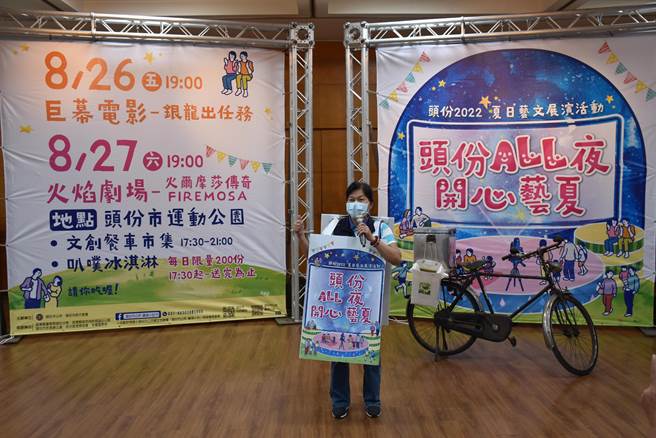 8/26 五 19:00
巨幕電影-銀龍出任務
8/27 六 19:00
火焰劇場-火爾摩莎傳奇
FIREMOSA
地點 頭份市運動公園
•文創餐車市集 17:30-21:00
•叭噗冰淇淋 每日限量200份
17:30起-送完為止
請你吃喔!
頭份2022 夏日藝文展演活動
頭份ALL夜
開心藝夏
頭份
ALL夜
開心藝夏